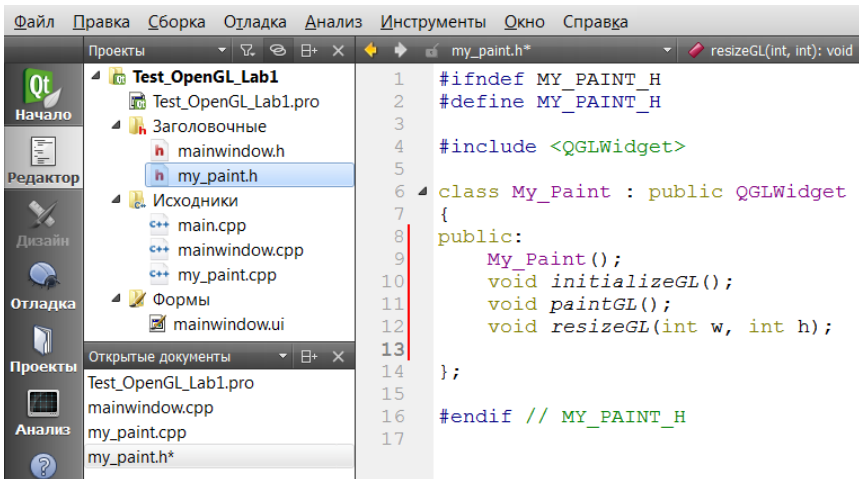 Файл Правка Сборка Отладка Анализ Инструменты Окно Справка
Проекты
my_paint.h*
resizeGL(int, int): void
Начало
Редактор
Дизайн
Отладка
Проекты
Анализ
Test_OpenGL_Lab1
Test_OpenGL_Lab1.pro
Заголовочные
mainwindow.h
my_paint.h
Исходники
main.cpp
mainwindow.cpp
my_paint.cpp
Формы
mainwindow.ui
Открытые документы
Test_OpenGL_Lab1.pro
mainwindow.cpp
my_paint.cpp
my_paint.h*
1 #ifndef MY_PAINT_H
2 #define MY_PAINT_H
3
4 #include <QGLWidget>
5
6 class My_Paint : public QGLWidget
7 {
8 public:
9 My_Paint();
10 void initializeGL();
11 void paintGL();
12 void resizeGL(int w, int h);
13
14 };
15
16 #endif // MY_PAINT_H
17